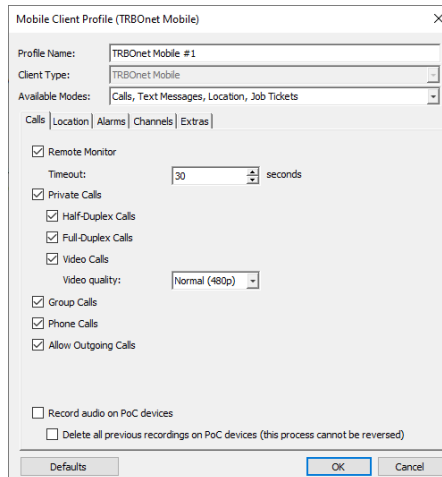 Mobile Client Profile (TRBOnet Mobile)
Profile Name: TRBOnet Mobile #1
Client Type: TRBOnet Mobile
Available Modes: Calls, Text Messages, Location, Job Tickets
Calls Location Alarms Channels Extras
Remote Monitor
Timeout: 30 seconds
Private Calls
Half-Duplex Calls
Full-Duplex Calls
Video Calls
Video quality: Normal (480p)
Group Calls
Phone Calls
Allow Outgoing Calls
Record audio on PoC devices
Delete all previous recordings on PoC devices (this process cannot be reversed)
Defaults OK Cancel